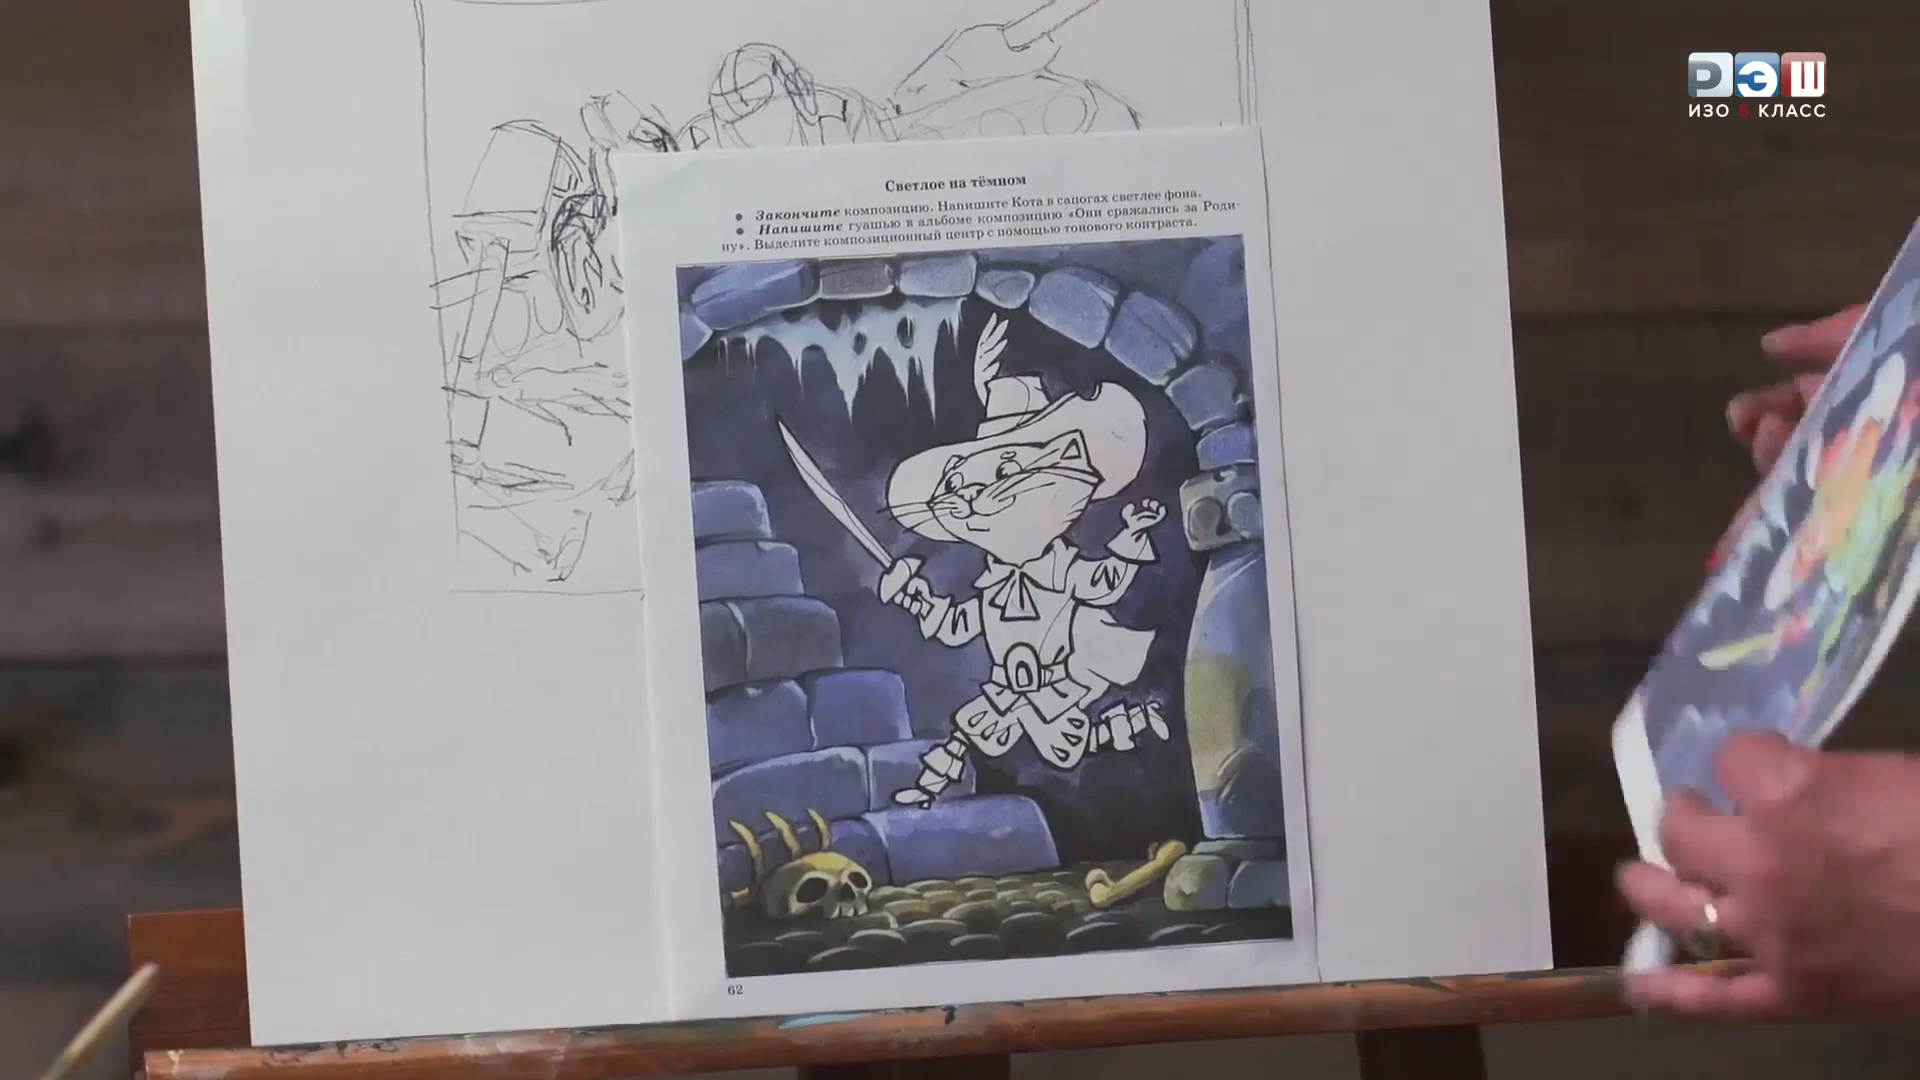 РЭШ
ИЗО 5 КЛАСС
Светлое на тёмном
● Закончите композицию. Напишите Кота в сапогах светлее фона.
● Напишите гуашью в альбоме композицию «Они сражались за Роди-
ну». Выделите композиционный центр с помощью тонового контраста.
62